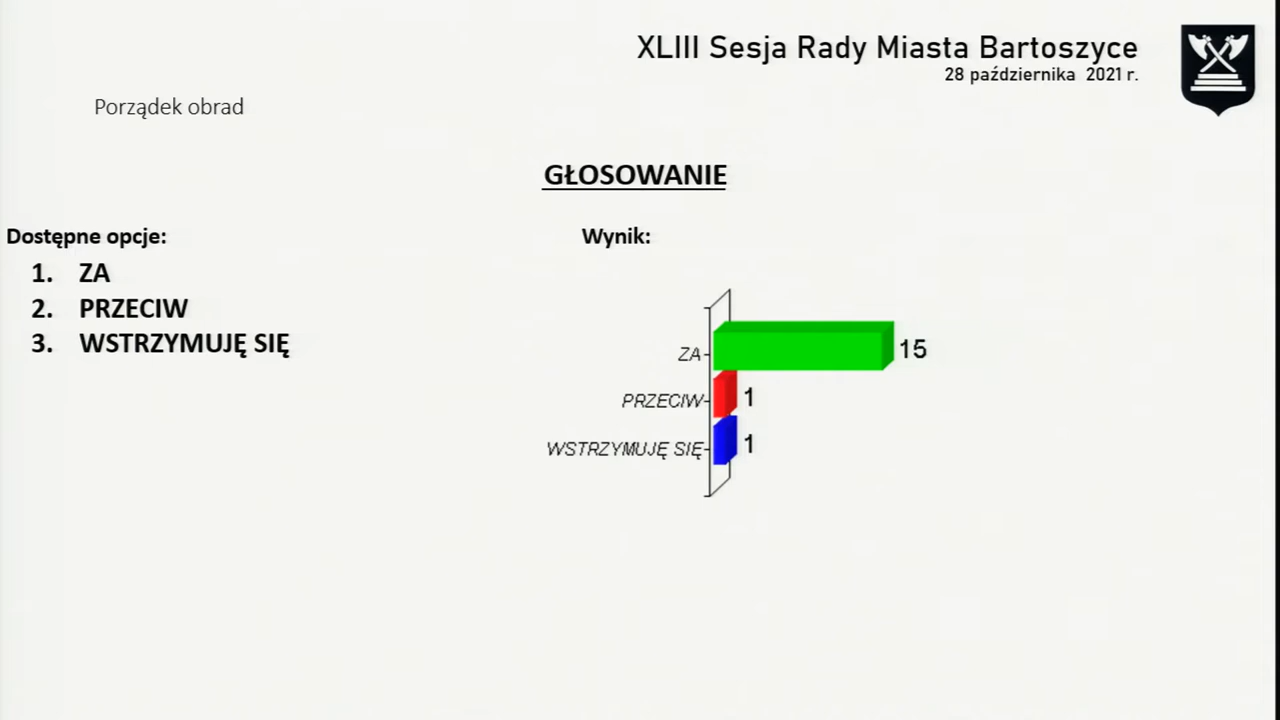 XLIII Sesja Rady Miasta Bartoszyce
28 października 2021 r.
Porządek obrad
GŁOSOWANIE
Dostępne opcje:
1. ZA
2. PRZECIW
3. WSTRZYMUJĘ SIĘ
Wynik:
ZA 15
PRZECIW 1
WSTRZYMUJĘ SIĘ 1